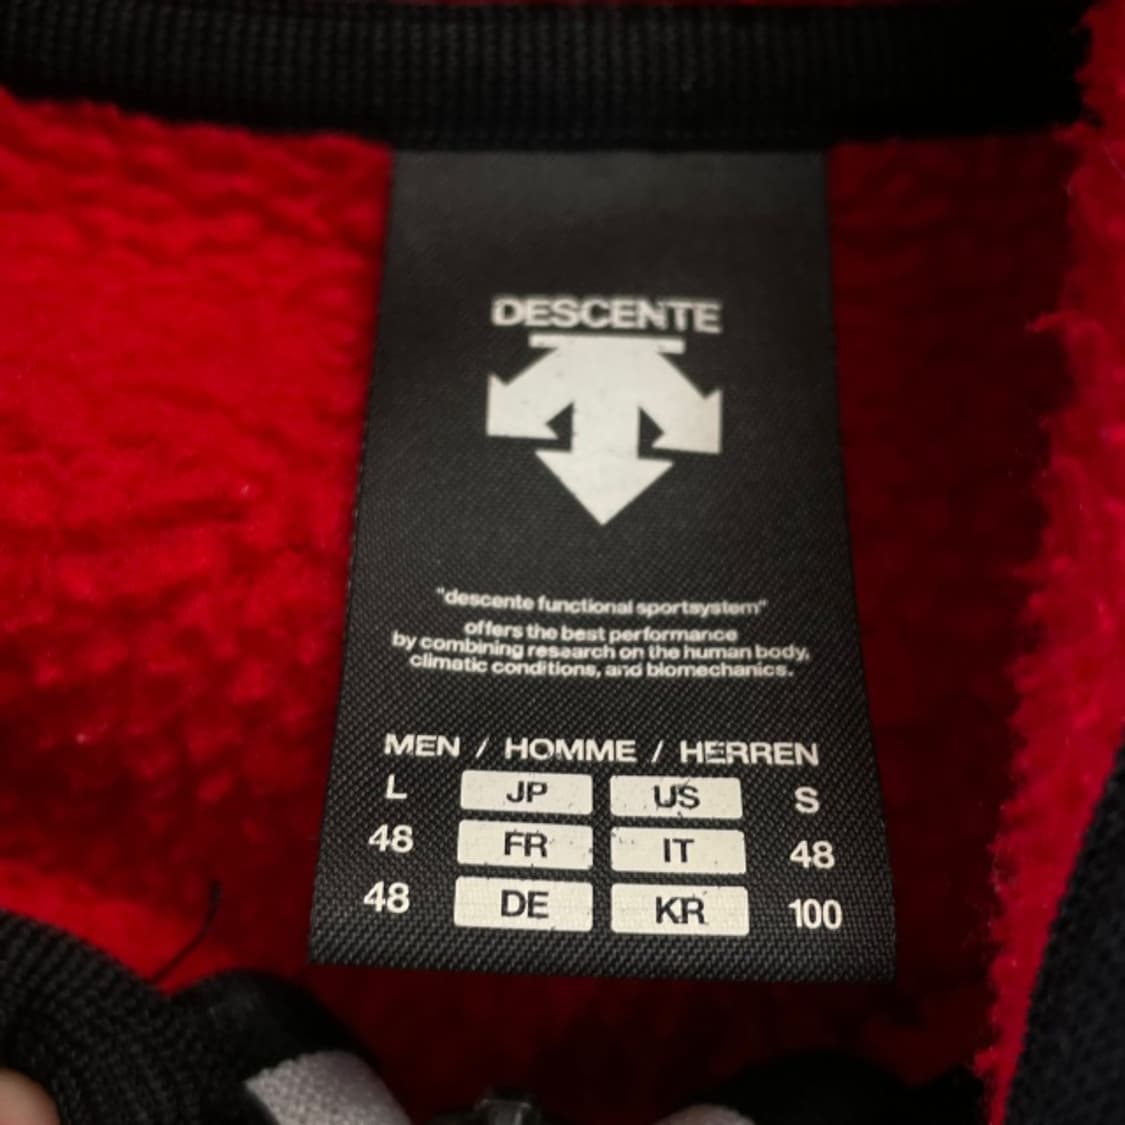 DESCENTE
"descente functional sportsystem"
offers the best performance
by combining research on the human body,
climatic conditions, and biomechanics.
MEN / HOMME / HERREN
L JP US S
48 FR IT 48
48 DE KR 100